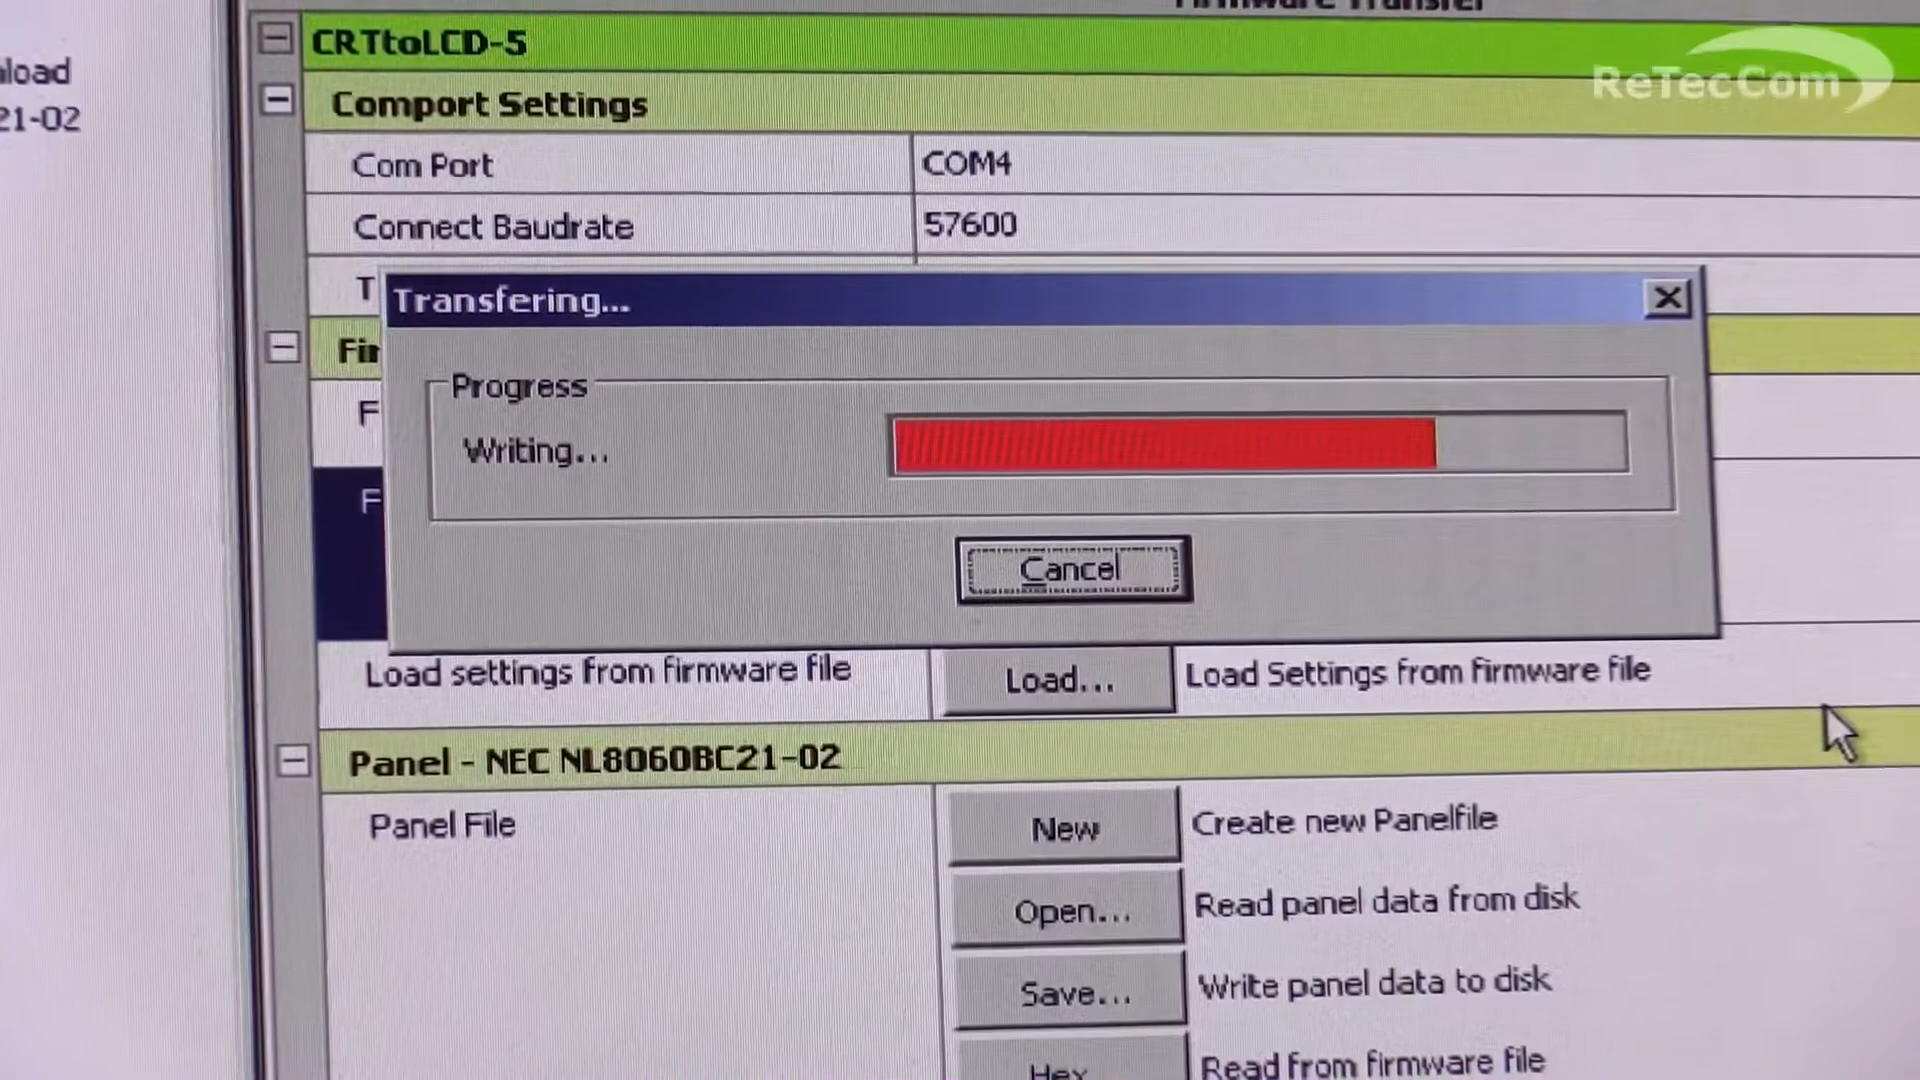 Firmware Transfer
CRTtoLCD-5
ReTecCom
21-02
Comport Settings
Com Port COM4
Connect Baudrate 57600
Transfering...
Progress
Writing...
Cancel
Load settings from firmware file Load... Load Settings from firmware file
Panel - NEC NL8060BC21-02
Panel File New Create new Panelfile
Open... Read panel data from disk
Save... Write panel data to disk
Hex Read from firmware file